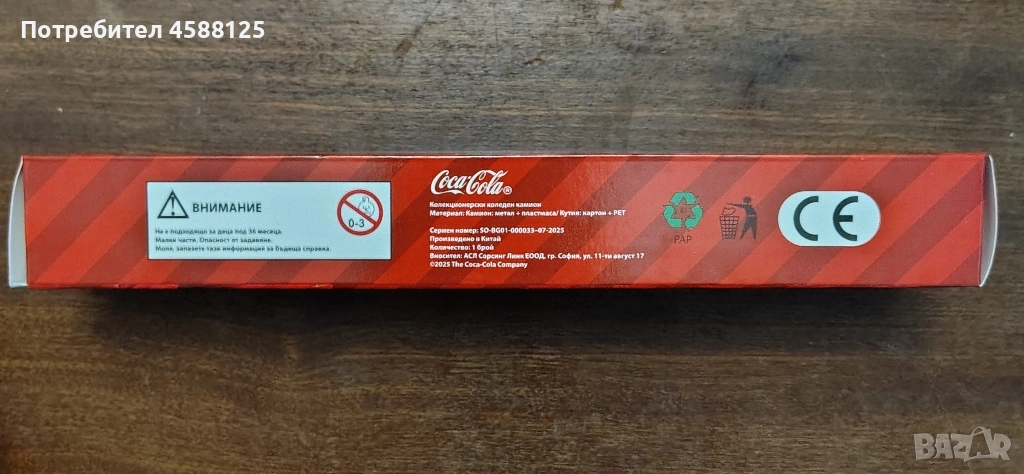 Потребител 4588125
ВНИМАНИЕ
0-3
Не е подходящо за деца под 36 месеца.
Малки части. Опасност от задавяне.
Моля, запазете тази информация за бъдеща справка.
Coca-Cola®
Колекционерски коледен камион
Материал: Камион: метал + пластмаса/ Кутия: картон + PET
Сериен номер: SO-BG01-000033-07-2025
Произведено в Китай
Количество: 1 брой
Вносител: АСЛ Сорсинг Линк ЕООД, гр. София, ул. 11-ти август 17
©2025 The Coca-Cola Company
PAP
CE
BAZAR